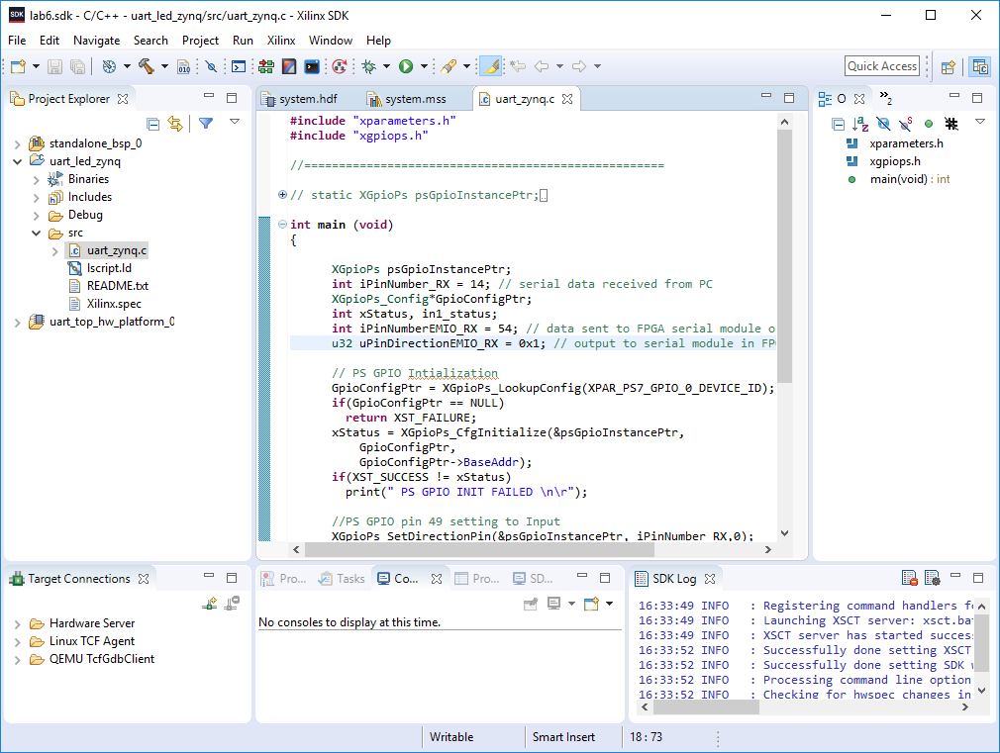 SDK lab6.sdk - C/C++ - uart_led_zynq/src/uart_zynq.c - Xilinx SDK
File Edit Navigate Search Project Run Xilinx Window Help
010 Quick Access
Project Explorer
standalone_bsp_0
uart_led_zynq
Binaries
Includes
Debug
src
uart_zynq.c
lscript.ld
README.txt
Xilinx.spec
uart_top_hw_platform_0
system.hdf system.mss uart_zynq.c
#include "xparameters.h"
#include "xgpiops.h"
//====================================================
// static XGpioPs psGpioInstancePtr;
int main (void)
{
XGpioPs psGpioInstancePtr;
int iPinNumber_RX = 14; // serial data received from PC
XGpioPs_Config*GpioConfigPtr;
int xStatus, in1_status;
int iPinNumberEMIO_RX = 54; // data sent to FPGA serial module o
u32 uPinDirectionEMIO_RX = 0x1; // output to serial module in FP
// PS GPIO Intialization
GpioConfigPtr = XGpioPs_LookupConfig(XPAR_PS7_GPIO_0_DEVICE_ID);
if(GpioConfigPtr == NULL)
return XST_FAILURE;
xStatus = XGpioPs_CfgInitialize(&psGpioInstancePtr,
GpioConfigPtr,
GpioConfigPtr->BaseAddr);
if(XST_SUCCESS != xStatus)
print(" PS GPIO INIT FAILED \n\r");
//PS GPIO pin 49 setting to Input
XGpioPs_SetDirectionPin(&psGpioInstancePtr, iPinNumber_RX,0);
O »2
xparameters.h
xgpiops.h
main(void) : int
Target Connections
Hardware Server
Linux TCF Agent
QEMU TcfGdbClient
Pro... Tasks Co... Pro... SD...
No consoles to display at this time.
SDK Log
16:33:49 INFO : Registering command handlers fo
16:33:49 INFO : Launching XSCT server: xsct.ba
16:33:49 INFO : XSCT server has started success
16:33:52 INFO : Successfully done setting XSCT
16:33:52 INFO : Successfully done setting SDK w
16:33:52 INFO : Processing command line option
16:33:52 INFO : Checking for hwspec changes in
Writable Smart Insert 18 : 73